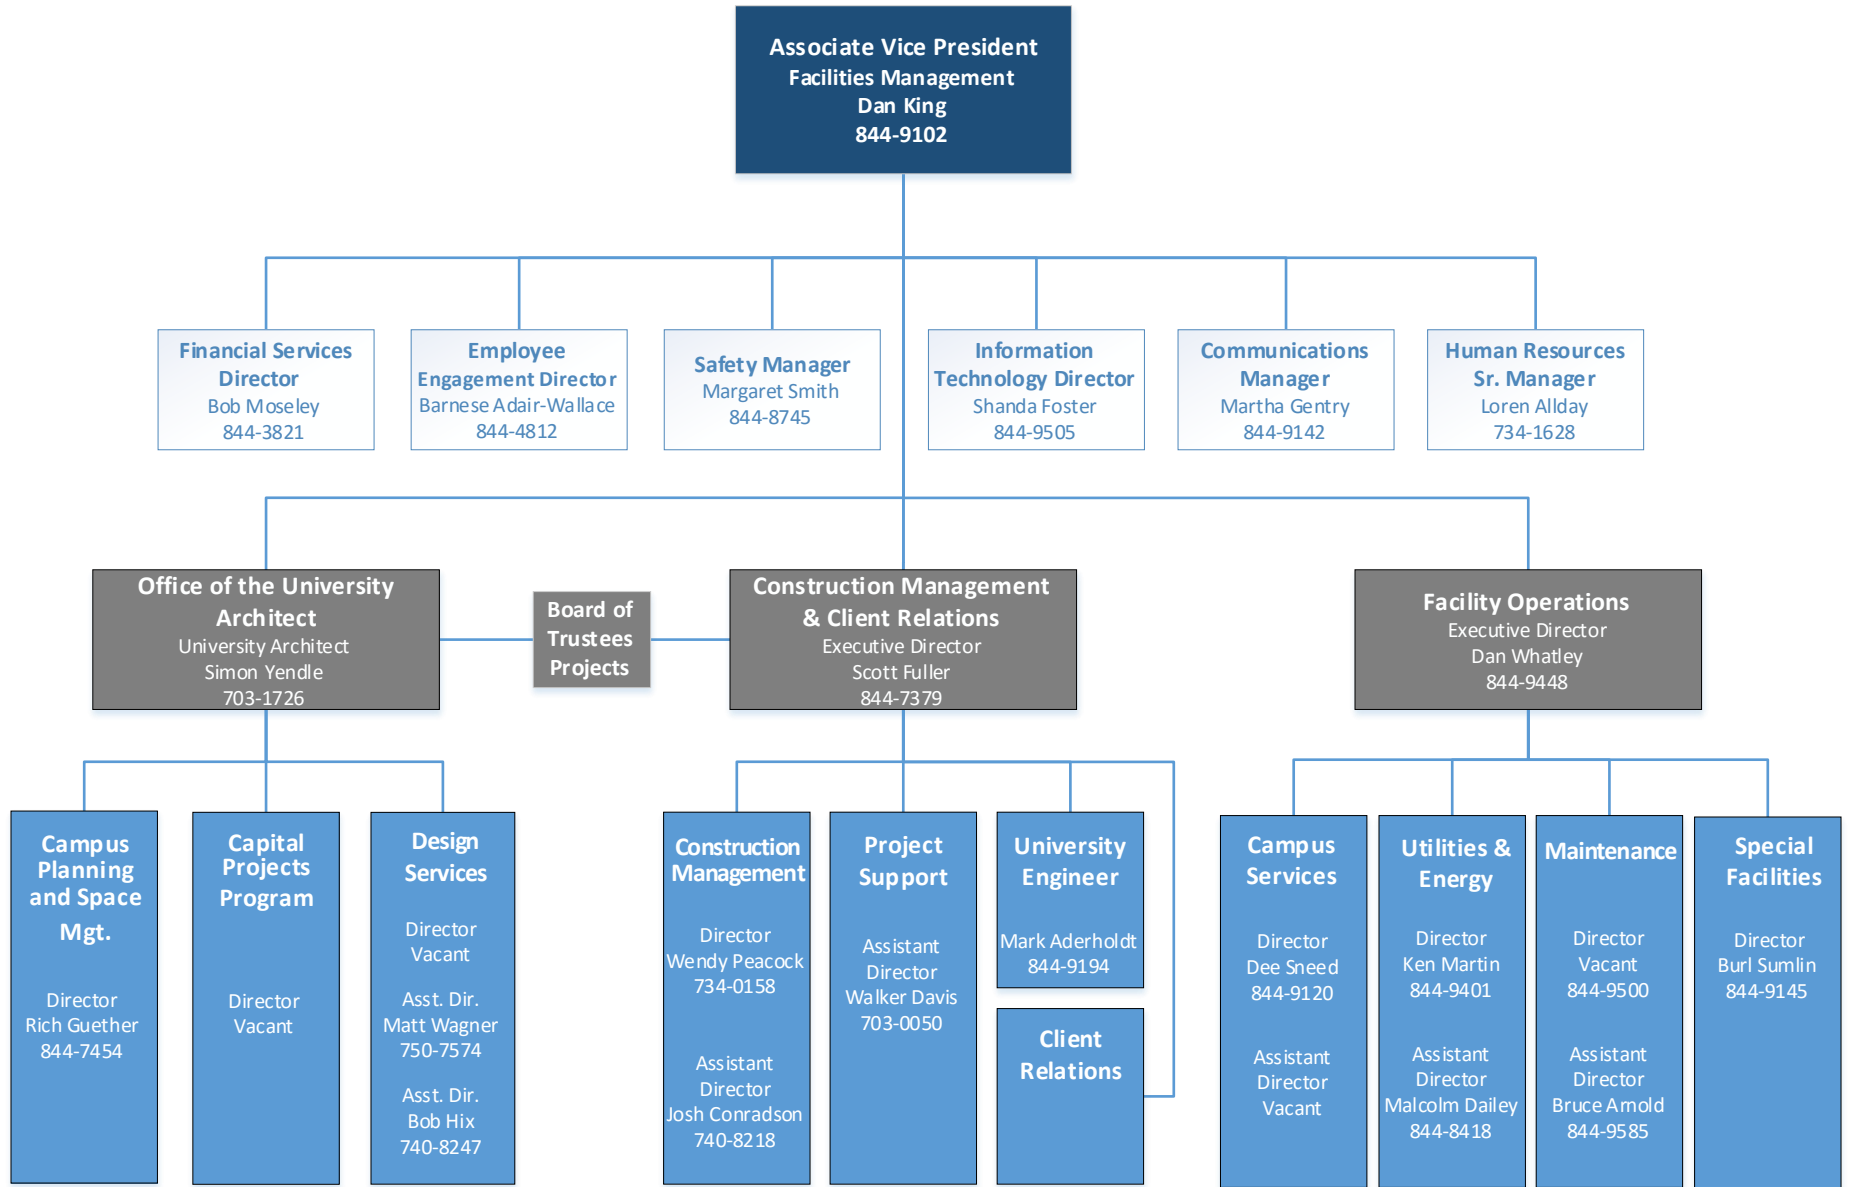 Associate Vice President
Facilities Management
Dan King
844-9102
Financial Services
Director
Bob Moseley
844-3821
Employee
Engagement Director
Barnese Adair-Wallace
844-4812
Safety Manager
Margaret Smith
844-8745
Information
Technology Director
Shanda Foster
844-9505
Communications
Manager
Martha Gentry
844-9142
Human Resources
Sr. Manager
Loren Allday
734-1628
Office of the University
Architect
University Architect
Simon Yendle
703-1726
Board of
Trustees
Projects
Construction Management
& Client Relations
Executive Director
Scott Fuller
844-7379
Facility Operations
Executive Director
Dan Whatley
844-9448
Campus
Planning
and Space
Mgt.
Director
Rich Guether
844-7454
Capital
Projects
Program
Director
Vacant
Design
Services
Director
Vacant
Asst. Dir.
Matt Wagner
750-7574
Asst. Dir.
Bob Hix
740-8247
Construction
Management
Director
Wendy Peacock
734-0158
Assistant
Director
Josh Conradson
740-8218
Project
Support
Assistant
Director
Walker Davis
703-0050
University
Engineer
Mark Aderholdt
844-9194
Client
Relations
Campus
Services
Director
Dee Sneed
844-9120
Assistant
Director
Vacant
Utilities &
Energy
Director
Ken Martin
844-9401
Assistant
Director
Malcolm Dailey
844-8418
Maintenance
Director
Vacant
844-9500
Assistant
Director
Bruce Arnold
844-9585
Special
Facilities
Director
Burl Sumlin
844-9145